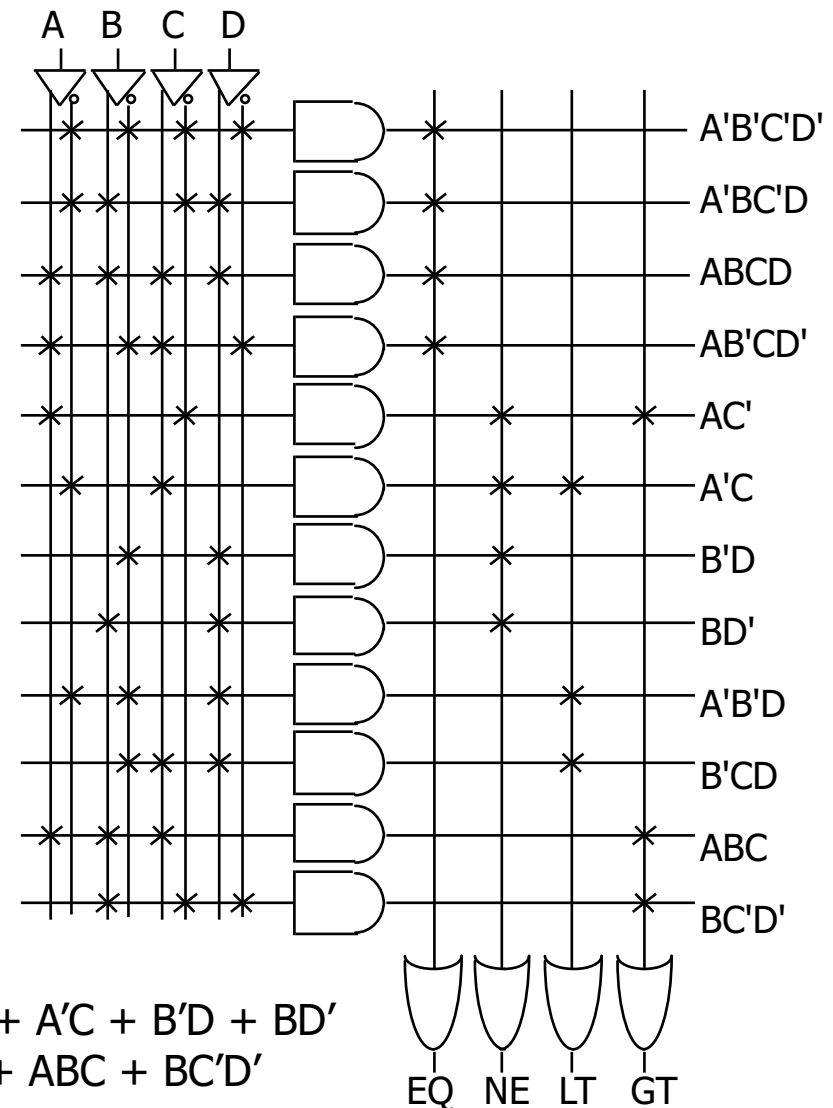 A B C D
A'B'C'D'
A'BC'D
ABCD
AB'CD'
AC'
A'C
B'D
BD'
A'B'D
B'CD
ABC
BC'D'
+ A′C + B′D + BD′
+ ABC + BC′D′
EQ NE LT GT